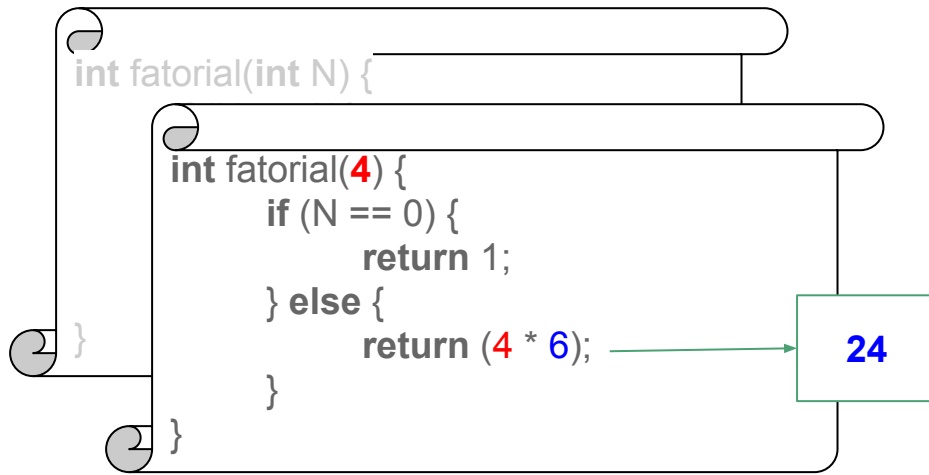 int fatorial(int N) {
}
int fatorial(4) {
if (N == 0) {
return 1;
} else {
return (4 * 6);
}
}
24